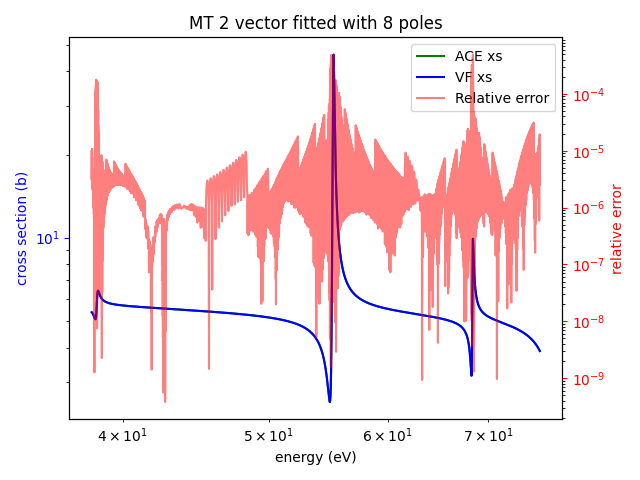 MT 2 vector fitted with 8 poles
ACE xs
VF xs
Relative error
cross section (b)
10¹
10⁻⁴
10⁻⁵
10⁻⁶
10⁻⁷
10⁻⁸
10⁻⁹
relative error
4 × 10¹
5 × 10¹
6 × 10¹
7 × 10¹
energy (eV)